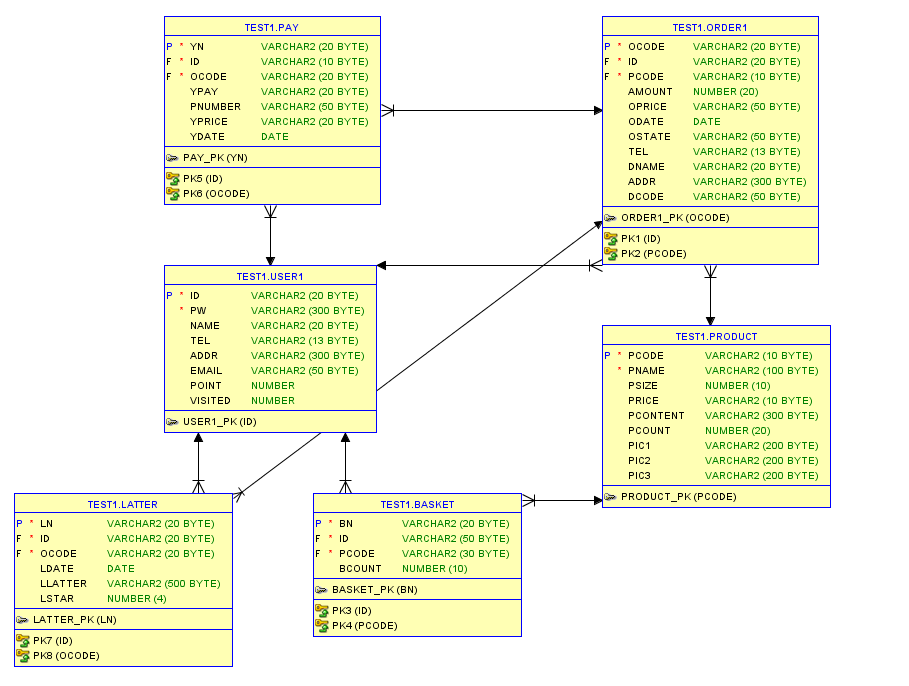 TEST1.PAY
P * YN VARCHAR2 (20 BYTE)
F * ID VARCHAR2 (10 BYTE)
F * OCODE VARCHAR2 (20 BYTE)
YPAY VARCHAR2 (20 BYTE)
PNUMBER VARCHAR2 (50 BYTE)
YPRICE VARCHAR2 (20 BYTE)
YDATE DATE
PAY_PK (YN)
PK5 (ID)
PK6 (OCODE)
TEST1.ORDER1
P * OCODE VARCHAR2 (20 BYTE)
F * ID VARCHAR2 (20 BYTE)
F * PCODE VARCHAR2 (10 BYTE)
AMOUNT NUMBER (20)
OPRICE VARCHAR2 (50 BYTE)
ODATE DATE
OSTATE VARCHAR2 (50 BYTE)
TEL VARCHAR2 (13 BYTE)
DNAME VARCHAR2 (20 BYTE)
ADDR VARCHAR2 (300 BYTE)
DCODE VARCHAR2 (50 BYTE)
ORDER1_PK (OCODE)
PK1 (ID)
PK2 (PCODE)
TEST1.USER1
P * ID VARCHAR2 (20 BYTE)
* PW VARCHAR2 (300 BYTE)
NAME VARCHAR2 (20 BYTE)
TEL VARCHAR2 (13 BYTE)
ADDR VARCHAR2 (300 BYTE)
EMAIL VARCHAR2 (50 BYTE)
POINT NUMBER
VISITED NUMBER
USER1_PK (ID)
TEST1.PRODUCT
P * PCODE VARCHAR2 (10 BYTE)
* PNAME VARCHAR2 (100 BYTE)
PSIZE NUMBER (10)
PRICE VARCHAR2 (10 BYTE)
PCONTENT VARCHAR2 (300 BYTE)
PCOUNT NUMBER (20)
PIC1 VARCHAR2 (200 BYTE)
PIC2 VARCHAR2 (200 BYTE)
PIC3 VARCHAR2 (200 BYTE)
PRODUCT_PK (PCODE)
TEST1.LATTER
P * LN VARCHAR2 (20 BYTE)
F * ID VARCHAR2 (20 BYTE)
F * OCODE VARCHAR2 (20 BYTE)
LDATE DATE
LLATTER VARCHAR2 (500 BYTE)
LSTAR NUMBER (4)
LATTER_PK (LN)
PK7 (ID)
PK8 (OCODE)
TEST1.BASKET
P * BN VARCHAR2 (20 BYTE)
F * ID VARCHAR2 (50 BYTE)
F * PCODE VARCHAR2 (30 BYTE)
BCOUNT NUMBER (10)
BASKET_PK (BN)
PK3 (ID)
PK4 (PCODE)